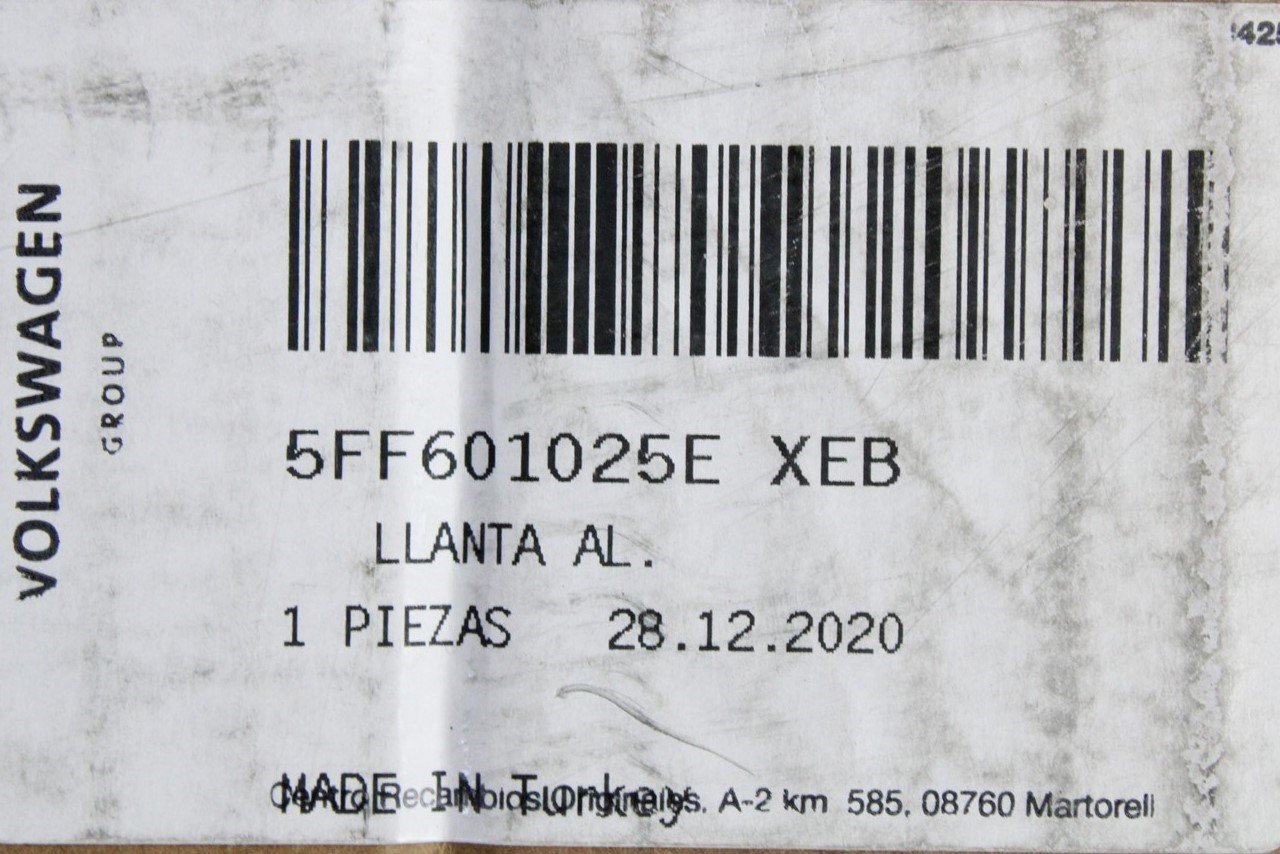 VOLKSWAGEN
GROUP
5FF601025E XEB
LLANTA AL.
1 PIEZAS 28.12.2020
MADE IN Turkey
Centro Recambios Originales. A-2 km 585, 08760 Martorell